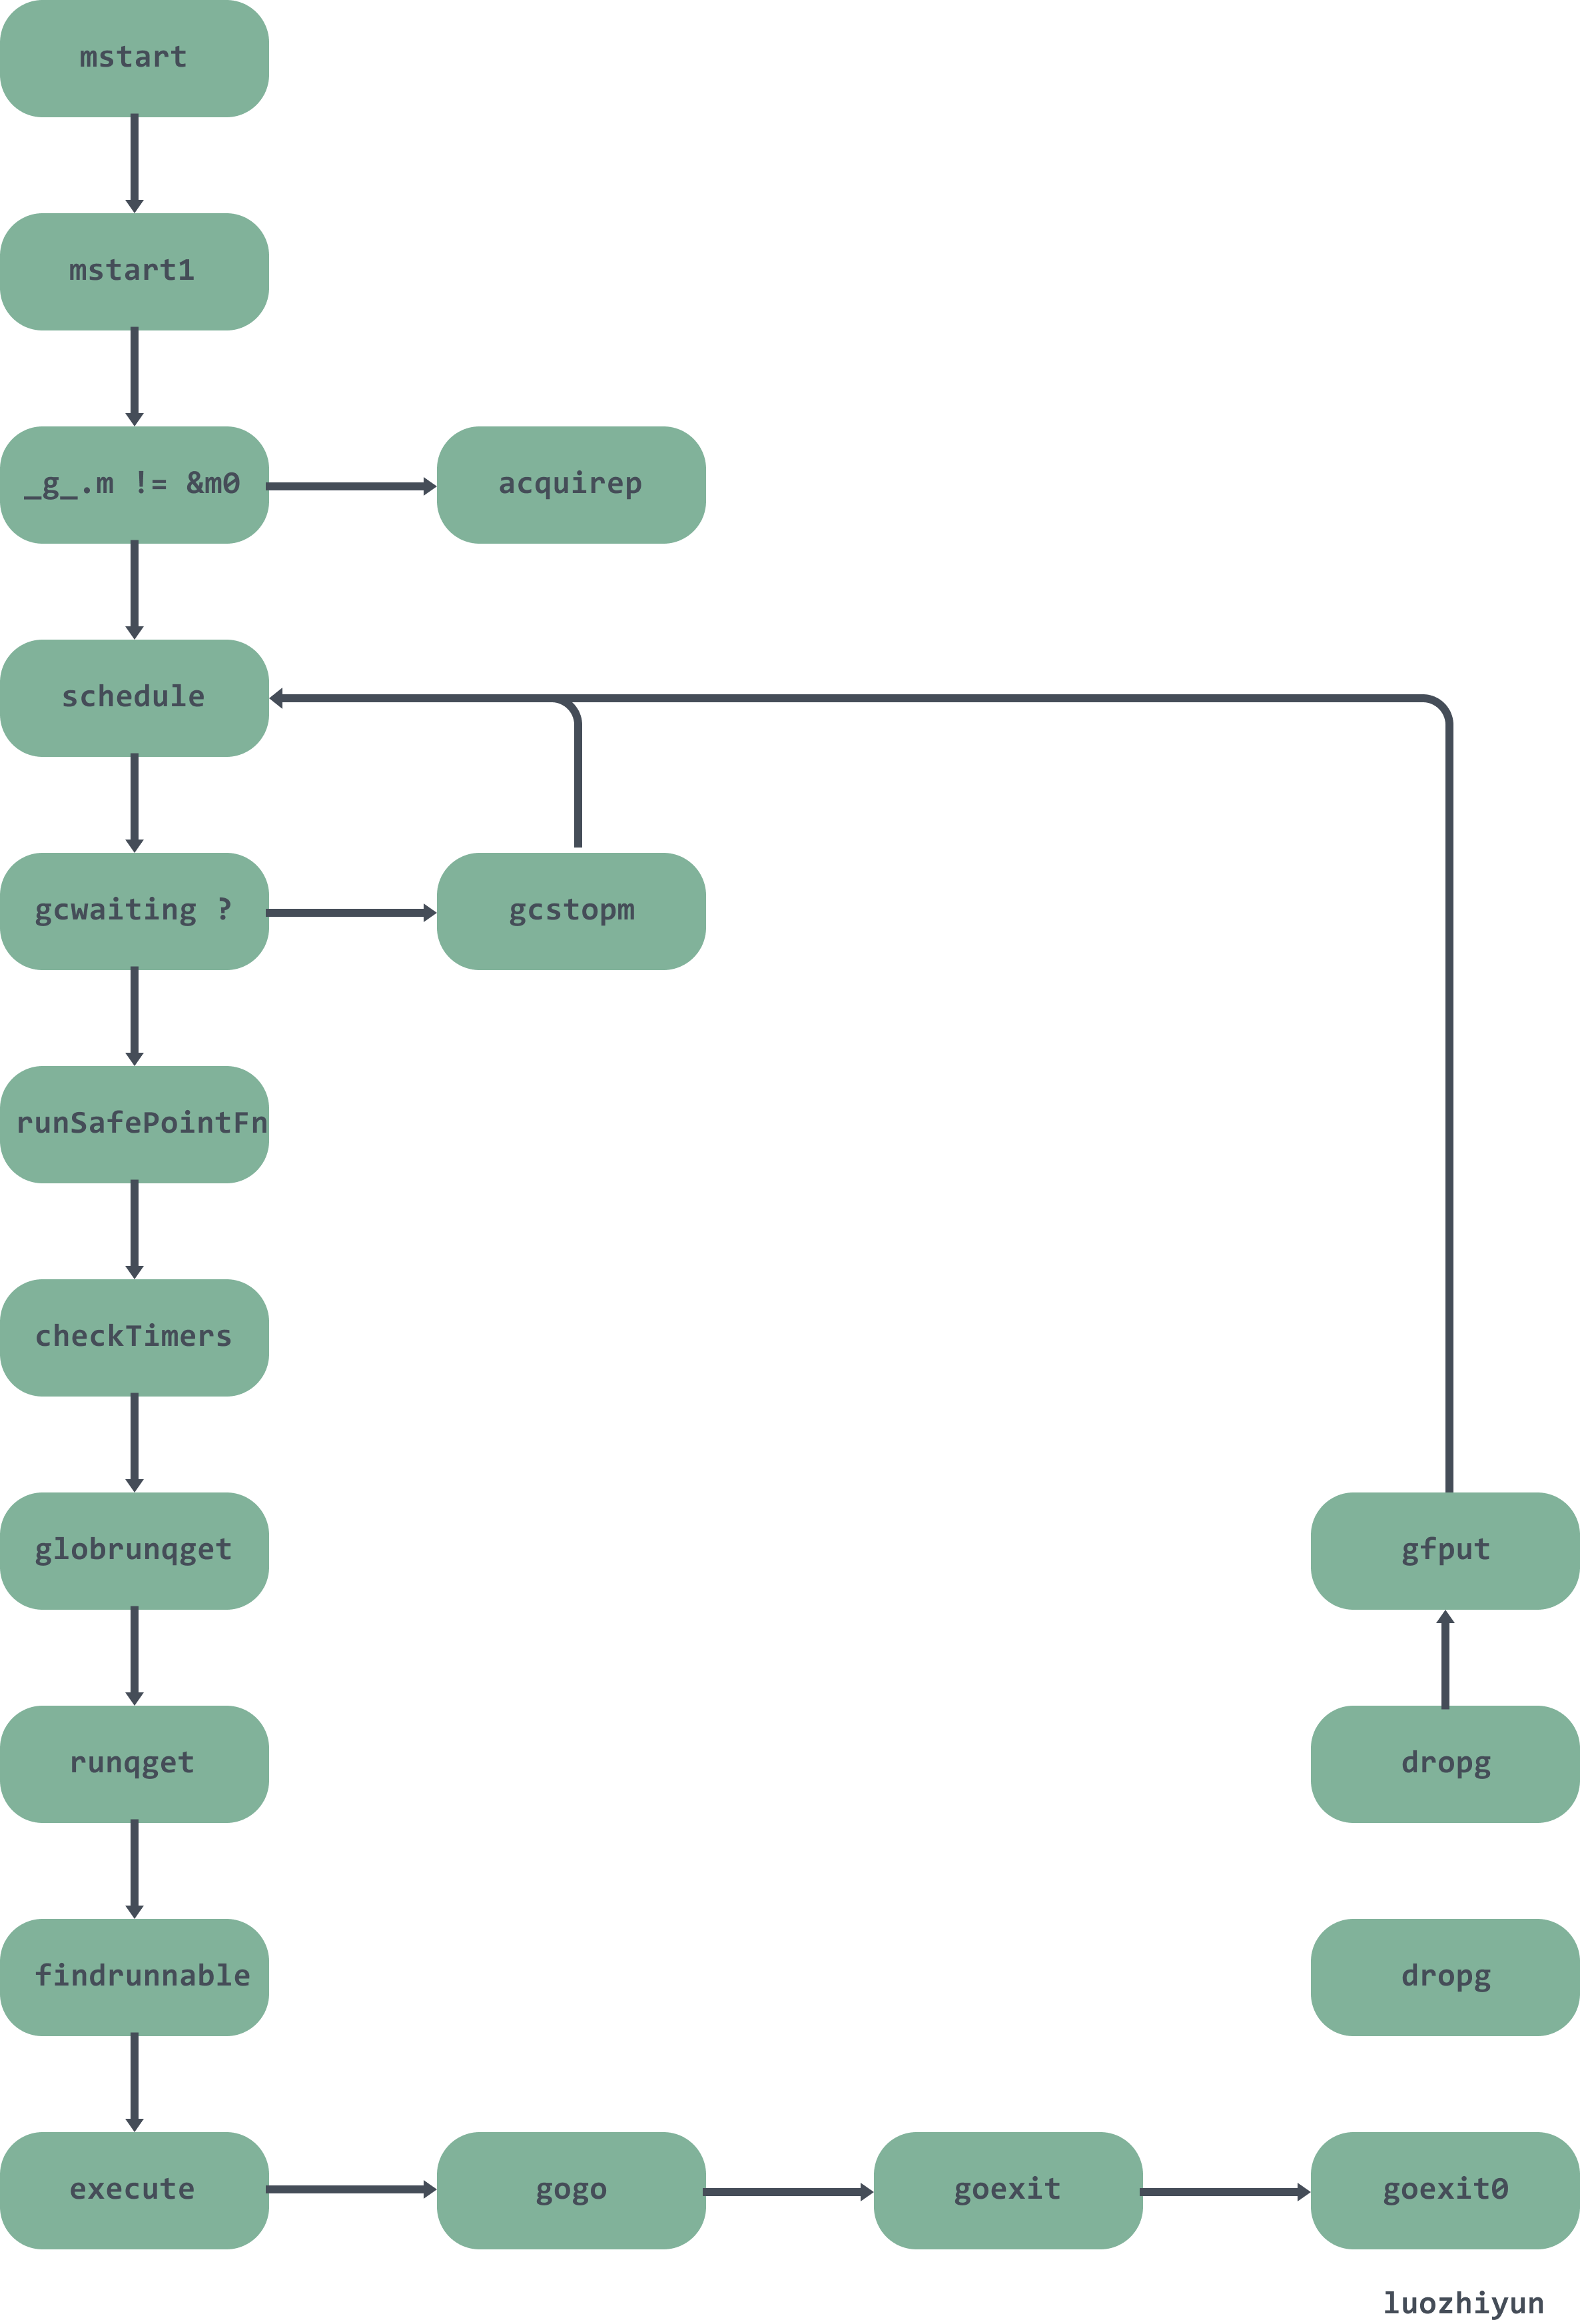 mstart
mstart1
_g_.m != &m0
acquirep
schedule
gcwaiting ?
gcstopm
runSafePointFn
checkTimers
globrunqget
gfput
runqget
dropg
findrunnable
dropg
execute
gogo
goexit
goexit0
luozhiyun